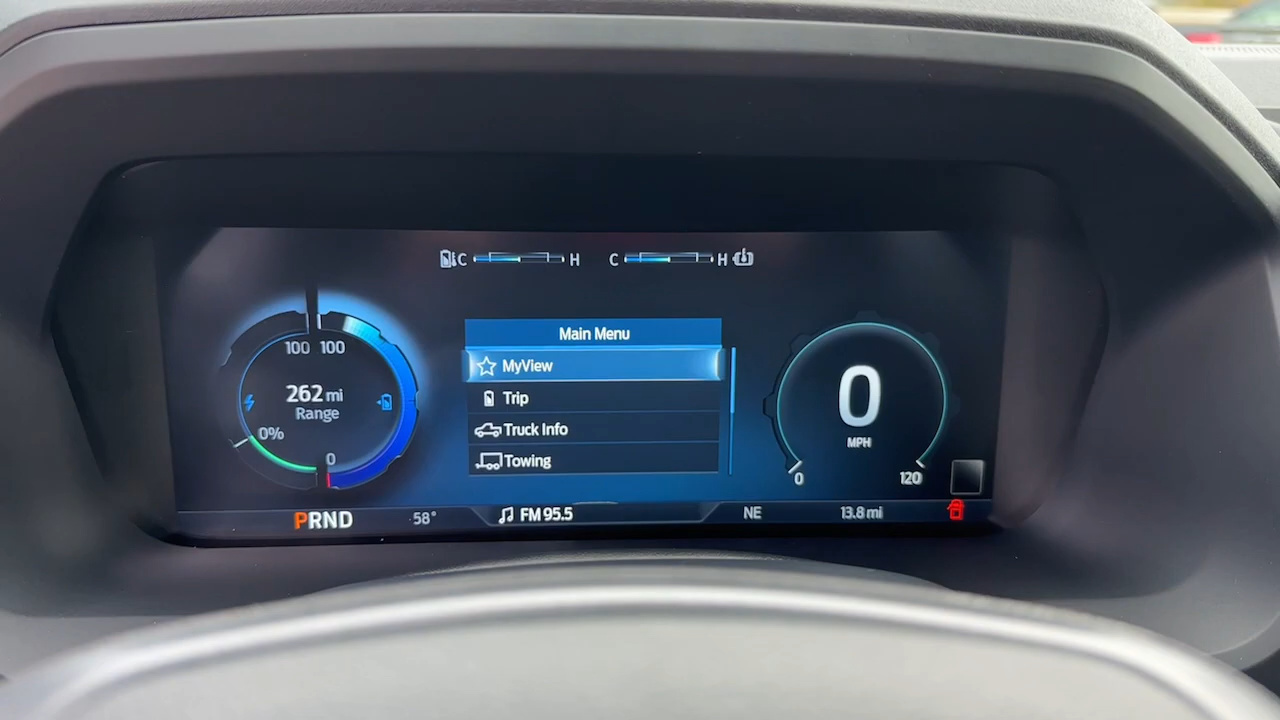 C H C H
Main Menu
MyView
Trip
Truck Info
Towing
100 100
262 mi
Range
0%
0
0
MPH
0 120
PRND 58° FM 95.5 NE 13.8 mi